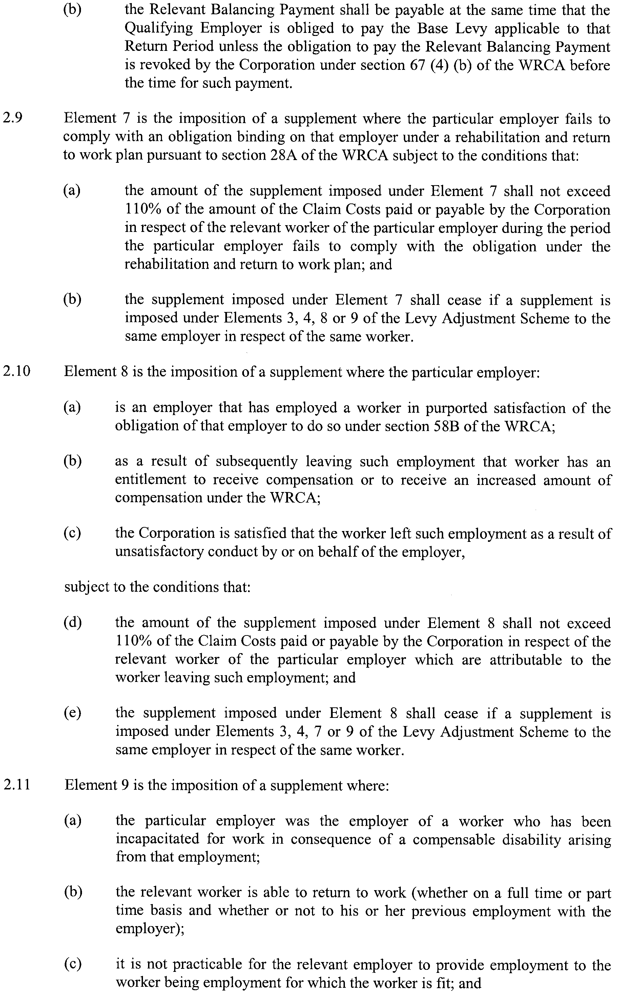 (b) the Relevant Balancing Payment shall be payable at the same time that the
Qualifying Employer is obliged to pay the Base Levy applicable to that
Return Period unless the obligation to pay the Relevant Balancing Payment
is revoked by the Corporation under section 67 (4) (b) of the WRCA before
the time for such payment.
2.9 Element 7 is the imposition of a supplement where the particular employer fails to
comply with an obligation binding on that employer under a rehabilitation and return
to work plan pursuant to section 28A of the WRCA subject to the conditions that:
(a) the amount of the supplement imposed under Element 7 shall not exceed
110% of the amount of the Claim Costs paid or payable by the Corporation
in respect of the relevant worker of the particular employer during the period
the particular employer fails to comply with the obligation under the
rehabilitation and return to work plan; and
(b) the supplement imposed under Element 7 shall cease if a supplement is
imposed under Elements 3, 4, 8 or 9 of the Levy Adjustment Scheme to the
same employer in respect of the same worker.
2.10 Element 8 is the imposition of a supplement where the particular employer:
(a) is an employer that has employed a worker in purported satisfaction of the
obligation of that employer to do so under section 58B of the WRCA;
(b) as a result of subsequently leaving such employment that worker has an
entitlement to receive compensation or to receive an increased amount of
compensation under the WRCA;
(c) the Corporation is satisfied that the worker left such employment as a result of
unsatisfactory conduct by or on behalf of the employer,
subject to the conditions that:
(d) the amount of the supplement imposed under Element 8 shall not exceed
110% of the Claim Costs paid or payable by the Corporation in respect of the
relevant worker of the particular employer which are attributable to the
worker leaving such employment; and
(e) the supplement imposed under Element 8 shall cease if a supplement is
imposed under Elements 3, 4, 7 or 9 of the Levy Adjustment Scheme to the
same employer in respect of the same worker.
2.11 Element 9 is the imposition of a supplement where:
(a) the particular employer was the employer of a worker who has been
incapacitated for work in consequence of a compensable disability arising
from that employment;
(b) the relevant worker is able to return to work (whether on a full time or part
time basis and whether or not to his or her previous employment with the
employer);
(c) it is not practicable for the relevant employer to provide employment to the
worker being employment for which the worker is fit; and